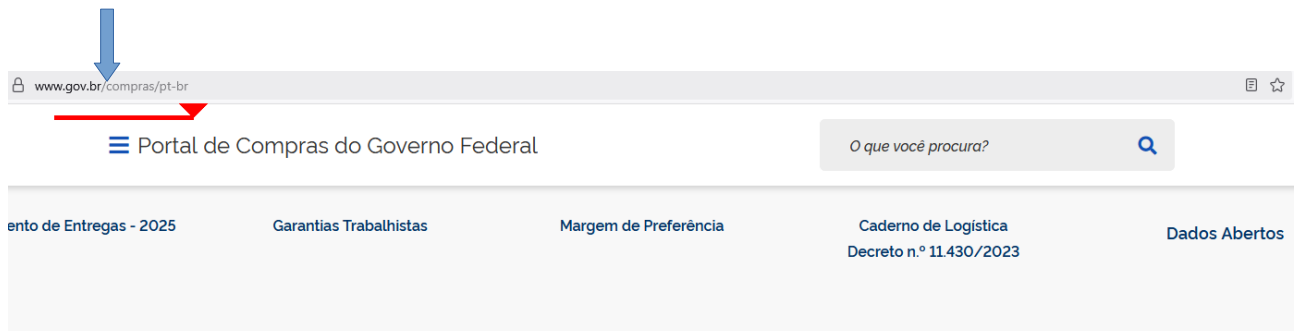 www.gov.br/compras/pt-br
Portal de Compras do Governo Federal
O que você procura?
ento de Entregas - 2025
Garantias Trabalhistas
Margem de Preferência
Caderno de Logística
Decreto n.º 11.430/2023
Dados Abertos